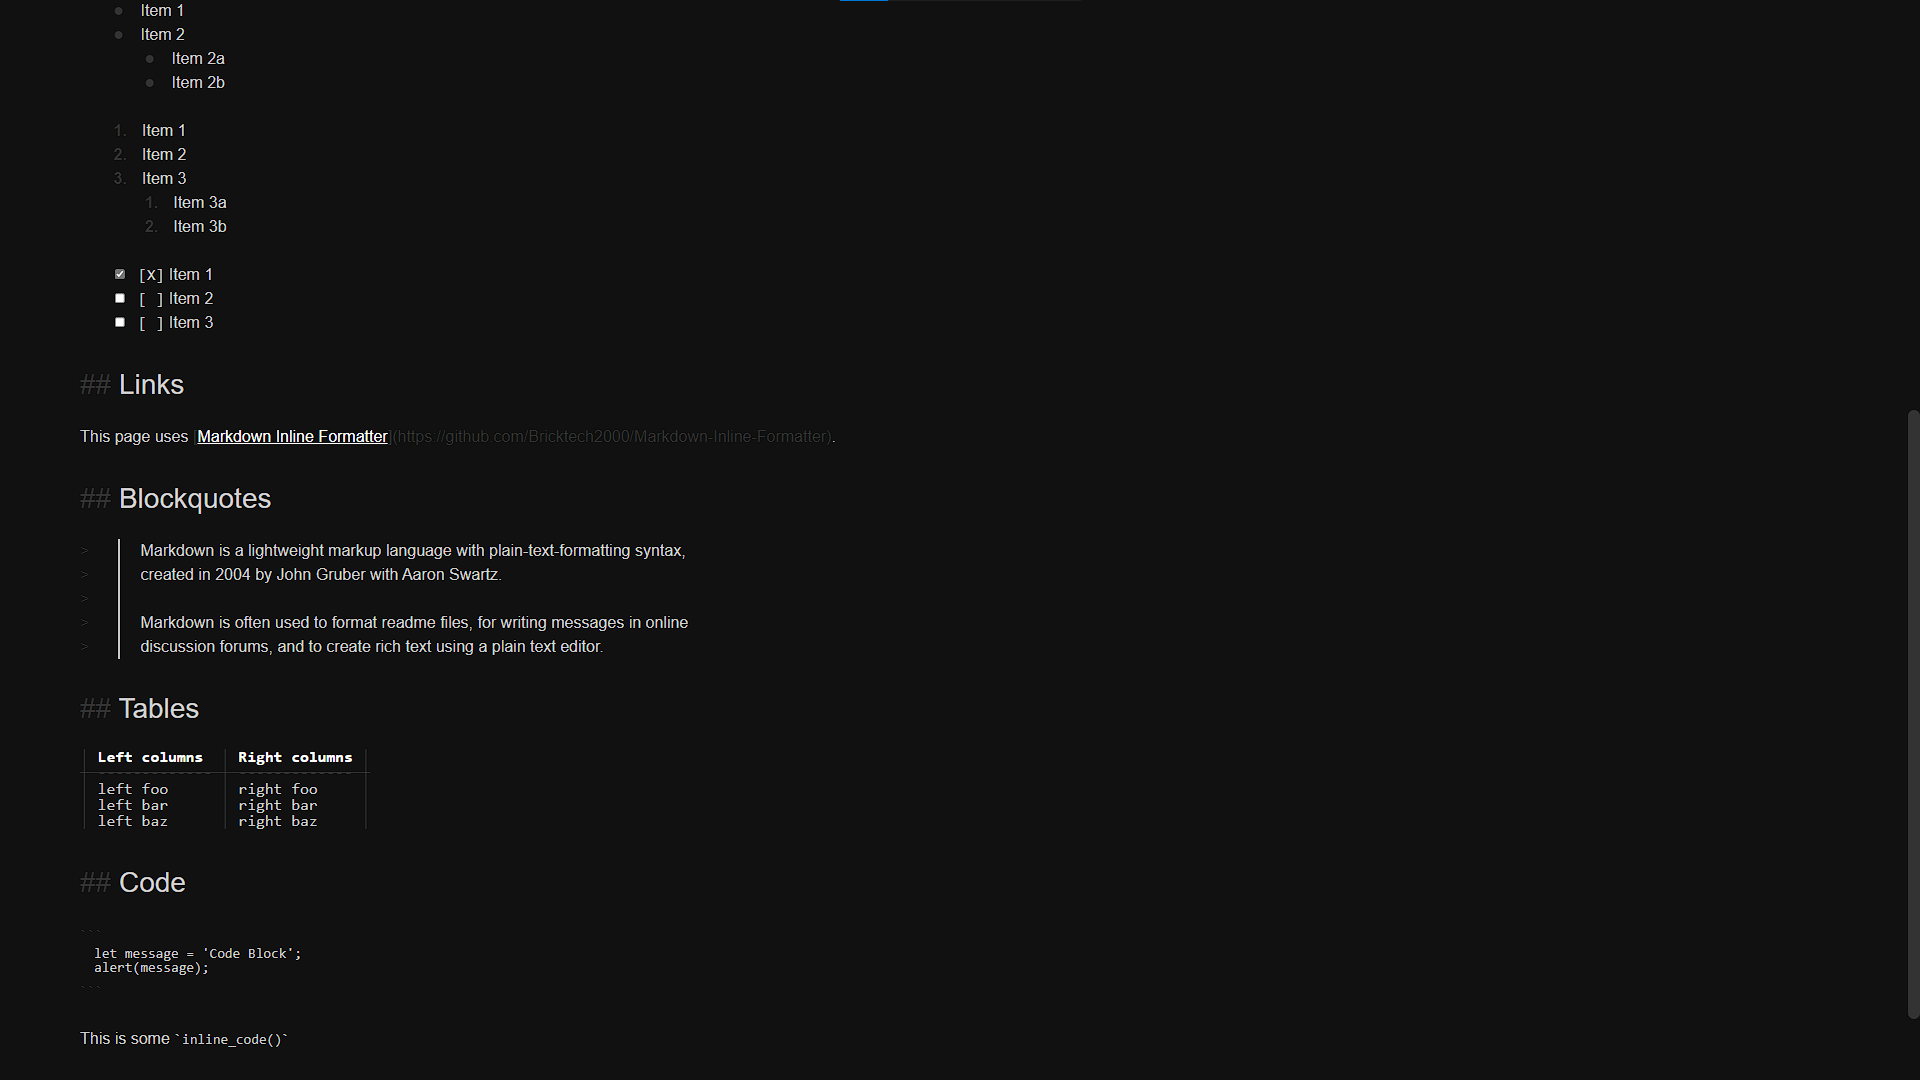 Item 1
Item 2
Item 2a
Item 2b
1. Item 1
2. Item 2
3. Item 3
1. Item 3a
2. Item 3b
[X] Item 1
[ ] Item 2
[ ] Item 3
## Links
This page uses [Markdown Inline Formatter](https://github.com/Bricktech2000/Markdown-Inline-Formatter).
## Blockquotes
> Markdown is a lightweight markup language with plain-text-formatting syntax,
> created in 2004 by John Gruber with Aaron Swartz.
>
> Markdown is often used to format readme files, for writing messages in online
> discussion forums, and to create rich text using a plain text editor.
## Tables
Left columns Right columns
left foo right foo
left bar right bar
left baz right baz
## Code
```
let message = 'Code Block';
alert(message);
```
This is some `inline_code()`